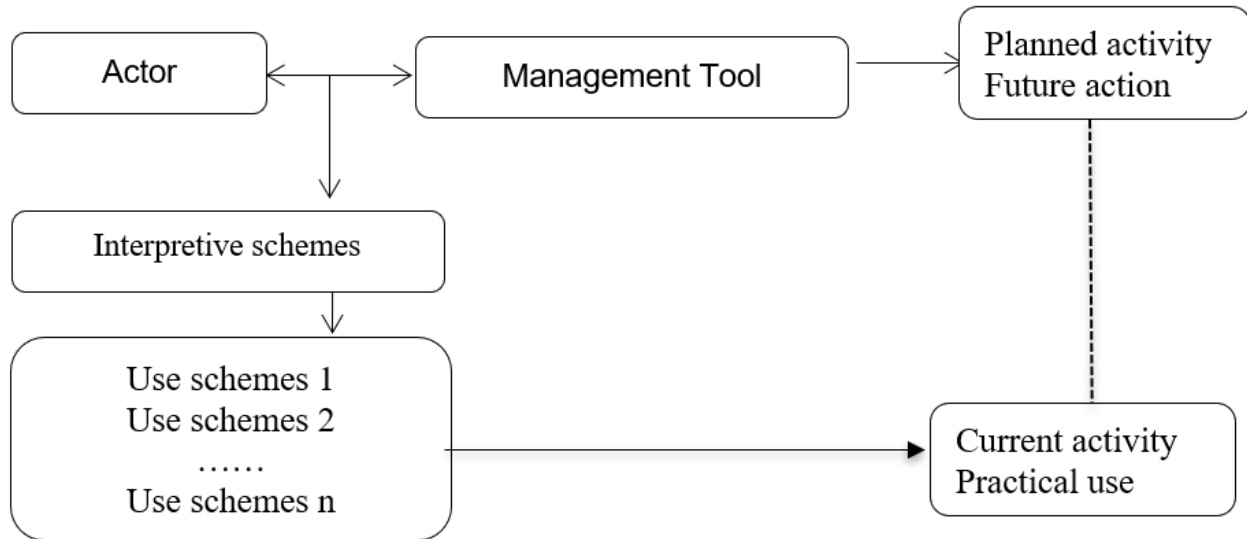 Actor
Management Tool
Planned activity
Future action
Interpretive schemes
Use schemes 1
Use schemes 2
……
Use schemes n
Current activity
Practical use